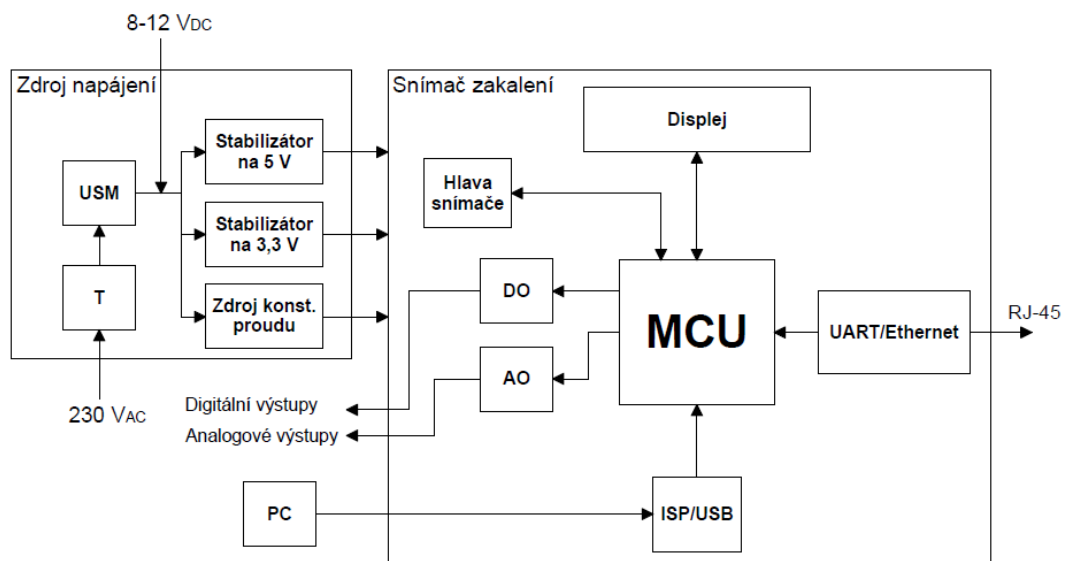 8-12 VDC
Zdroj napájení
Stabilizátor
na 5 V
USM
Stabilizátor
na 3,3 V
T
Zdroj konst.
proudu
230 VAC
Snímač zakalení
Displej
Hlava
snímače
DO
MCU
UART/Ethernet
RJ-45
AO
Digitální výstupy
Analogové výstupy
PC
ISP/USB